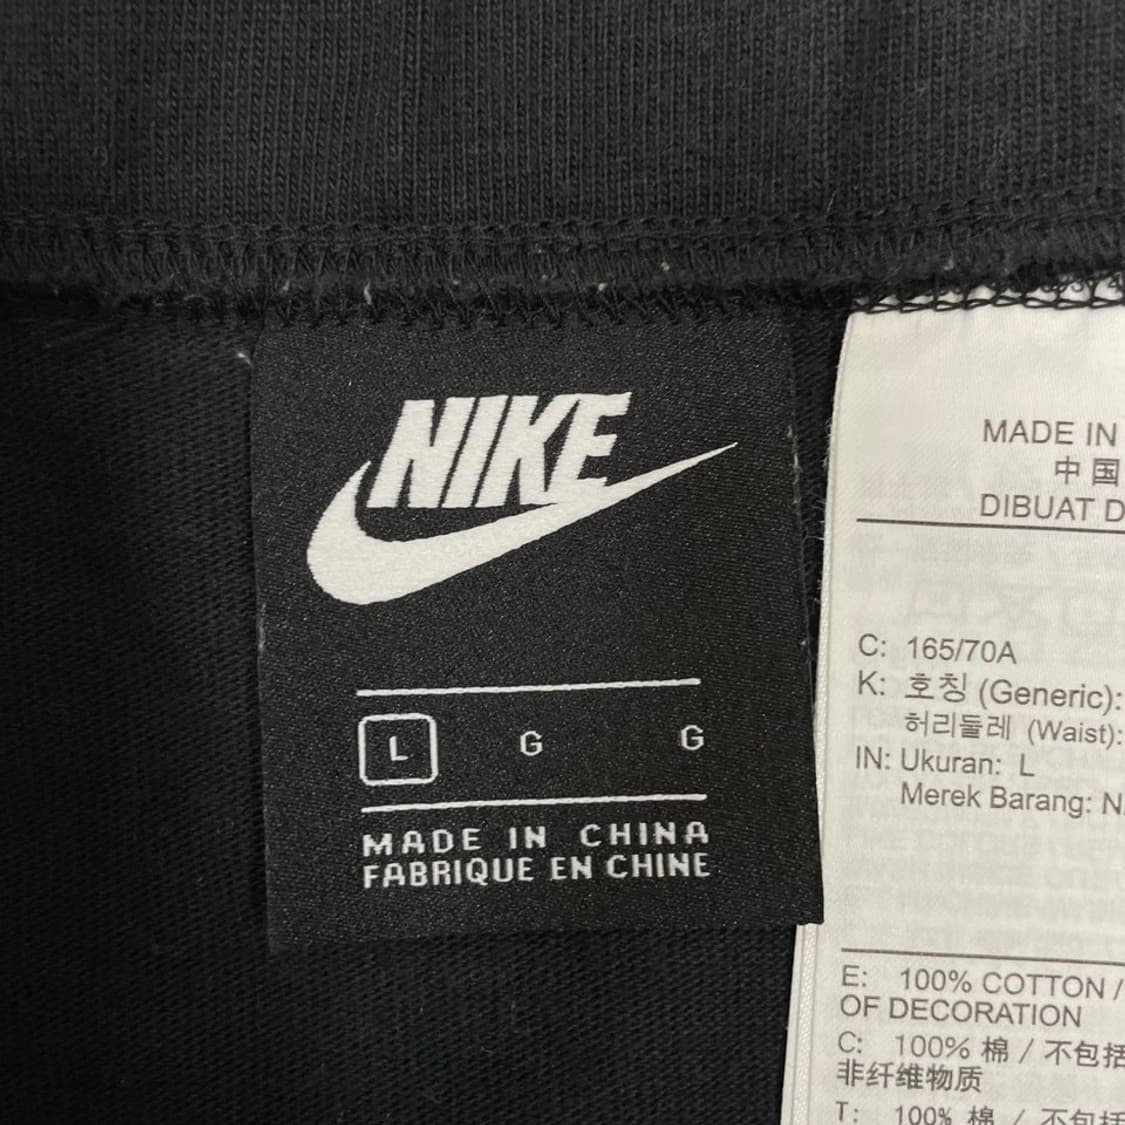 NIKE
L G G
MADE IN CHINA
FABRIQUE EN CHINE
MADE IN
中国
DIBUAT D
C: 165/70A
K: 호칭 (Generic):
허리둘레 (Waist):
IN: Ukuran: L
Merek Barang: N
E: 100% COTTON /
OF DECORATION
C: 100% 棉 / 不包括
非纤维物质
T: 100% 棉 / 不包括